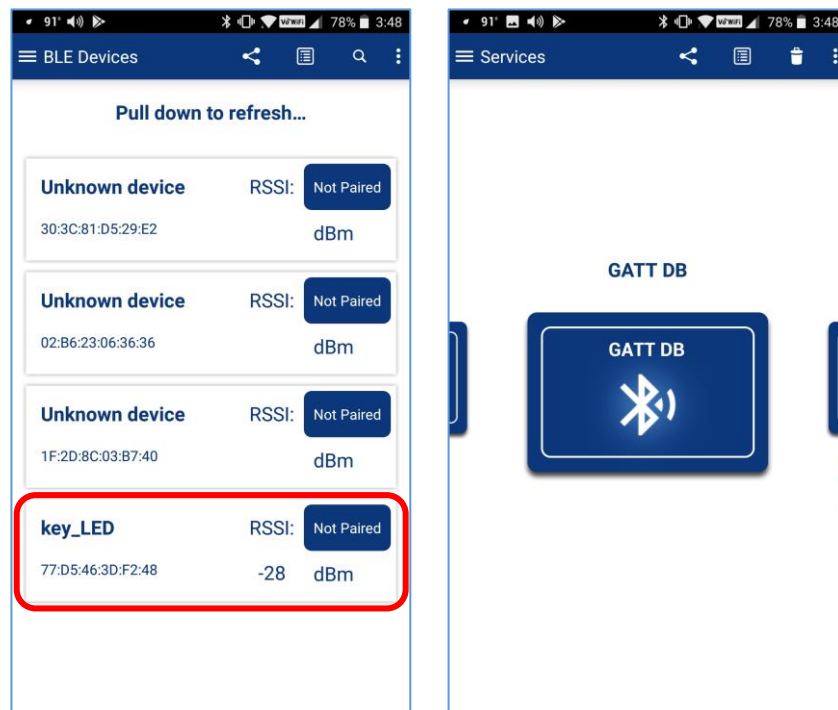 91°
VoWiFi
78%
3:48
BLE Devices
Pull down to refresh...
Unknown device RSSI: Not Paired
30:3C:81:D5:29:E2 dBm
Unknown device RSSI: Not Paired
02:B6:23:06:36:36 dBm
Unknown device RSSI: Not Paired
1F:2D:8C:03:B7:40 dBm
key_LED RSSI: Not Paired
77:D5:46:3D:F2:48 -28 dBm
91°
VoWiFi
78%
3:48
Services
GATT DB
GATT DB